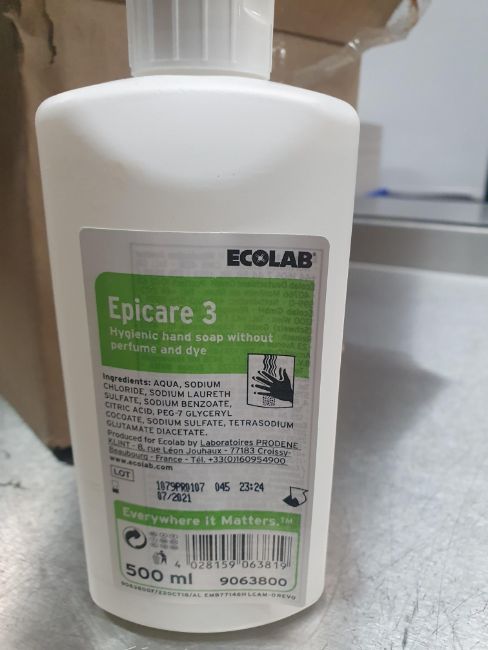 ECOLAB®
Epicare 3
Hygienic hand soap without
perfume and dye
Ingredients: AQUA, SODIUM
CHLORIDE, SODIUM LAURETH
SULFATE, SODIUM BENZOATE,
CITRIC ACID, PEG-7 GLYCERYL
COCOATE, SODIUM SULFATE, TETRASODIUM
GLUTAMATE DIACETATE.
Produced for Ecolab by Laboratoires PRODENE
KLINT - 8, rue Léon Jouhaux - 77183 Croissy-
Beaubourg - France - Tél. +33(0)160954900
www.ecolab.com
LOT
1079PR0107 045 23:24
07/2021
Everywhere It Matters.™
4 028159 063819
500 ml 9063800